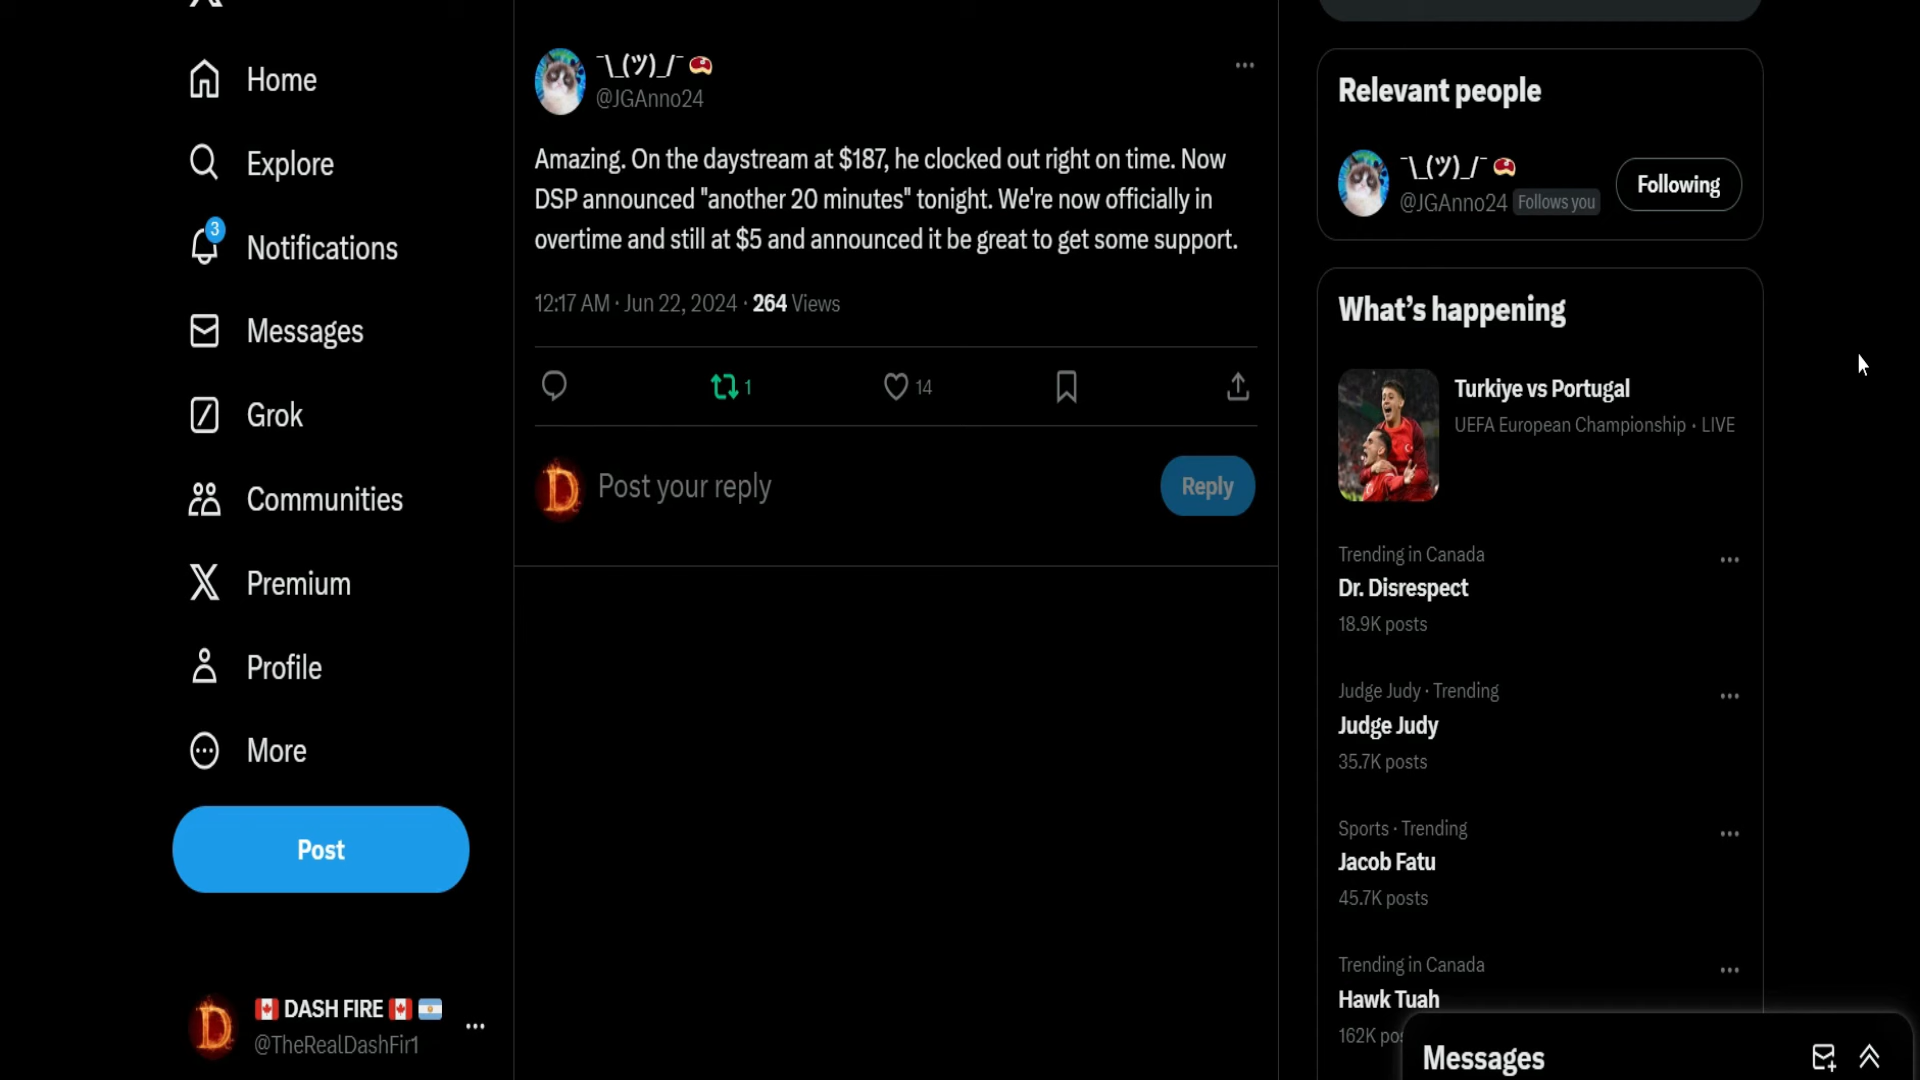 Home
Explore
3
Notifications
Messages
Grok
Communities
Premium
Profile
More
Post
DASH FIRE
@TheRealDashFir1
¯\_(ツ)_/¯
@JGAnno24
Amazing. On the daystream at $187, he clocked out right on time. Now
DSP announced "another 20 minutes" tonight. We're now officially in
overtime and still at $5 and announced it be great to get some support.
12:17 AM · Jun 22, 2024 · 264 Views
1
14
D
Post your reply
Reply
Relevant people
¯\_(ツ)_/¯
@JGAnno24 Follows you
Following
What's happening
Turkiye vs Portugal
UEFA European Championship · LIVE
Trending in Canada
Dr. Disrespect
18.9K posts
Judge Judy · Trending
Judge Judy
35.7K posts
Sports · Trending
Jacob Fatu
45.7K posts
Trending in Canada
Hawk Tuah
162K pos
Messages